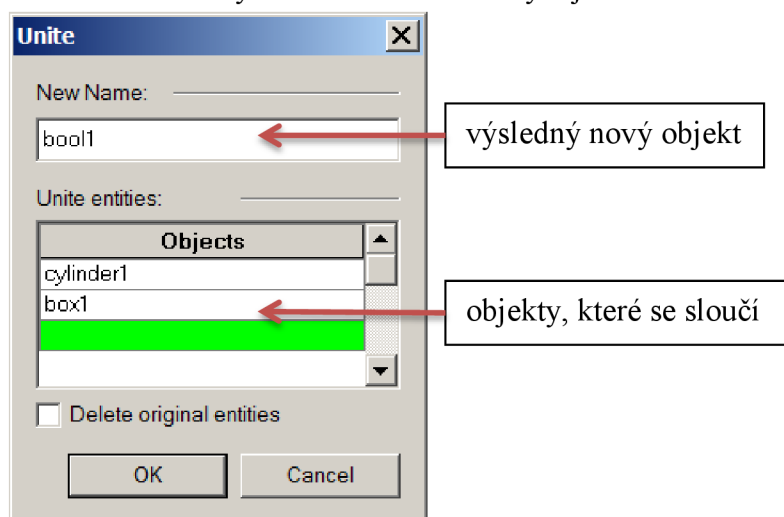 Unite
New Name:
bool1
výsledný nový objekt
Unite entities:
Objects
cylinder1
box1
objekty, které se sloučí
Delete original entities
OK
Cancel